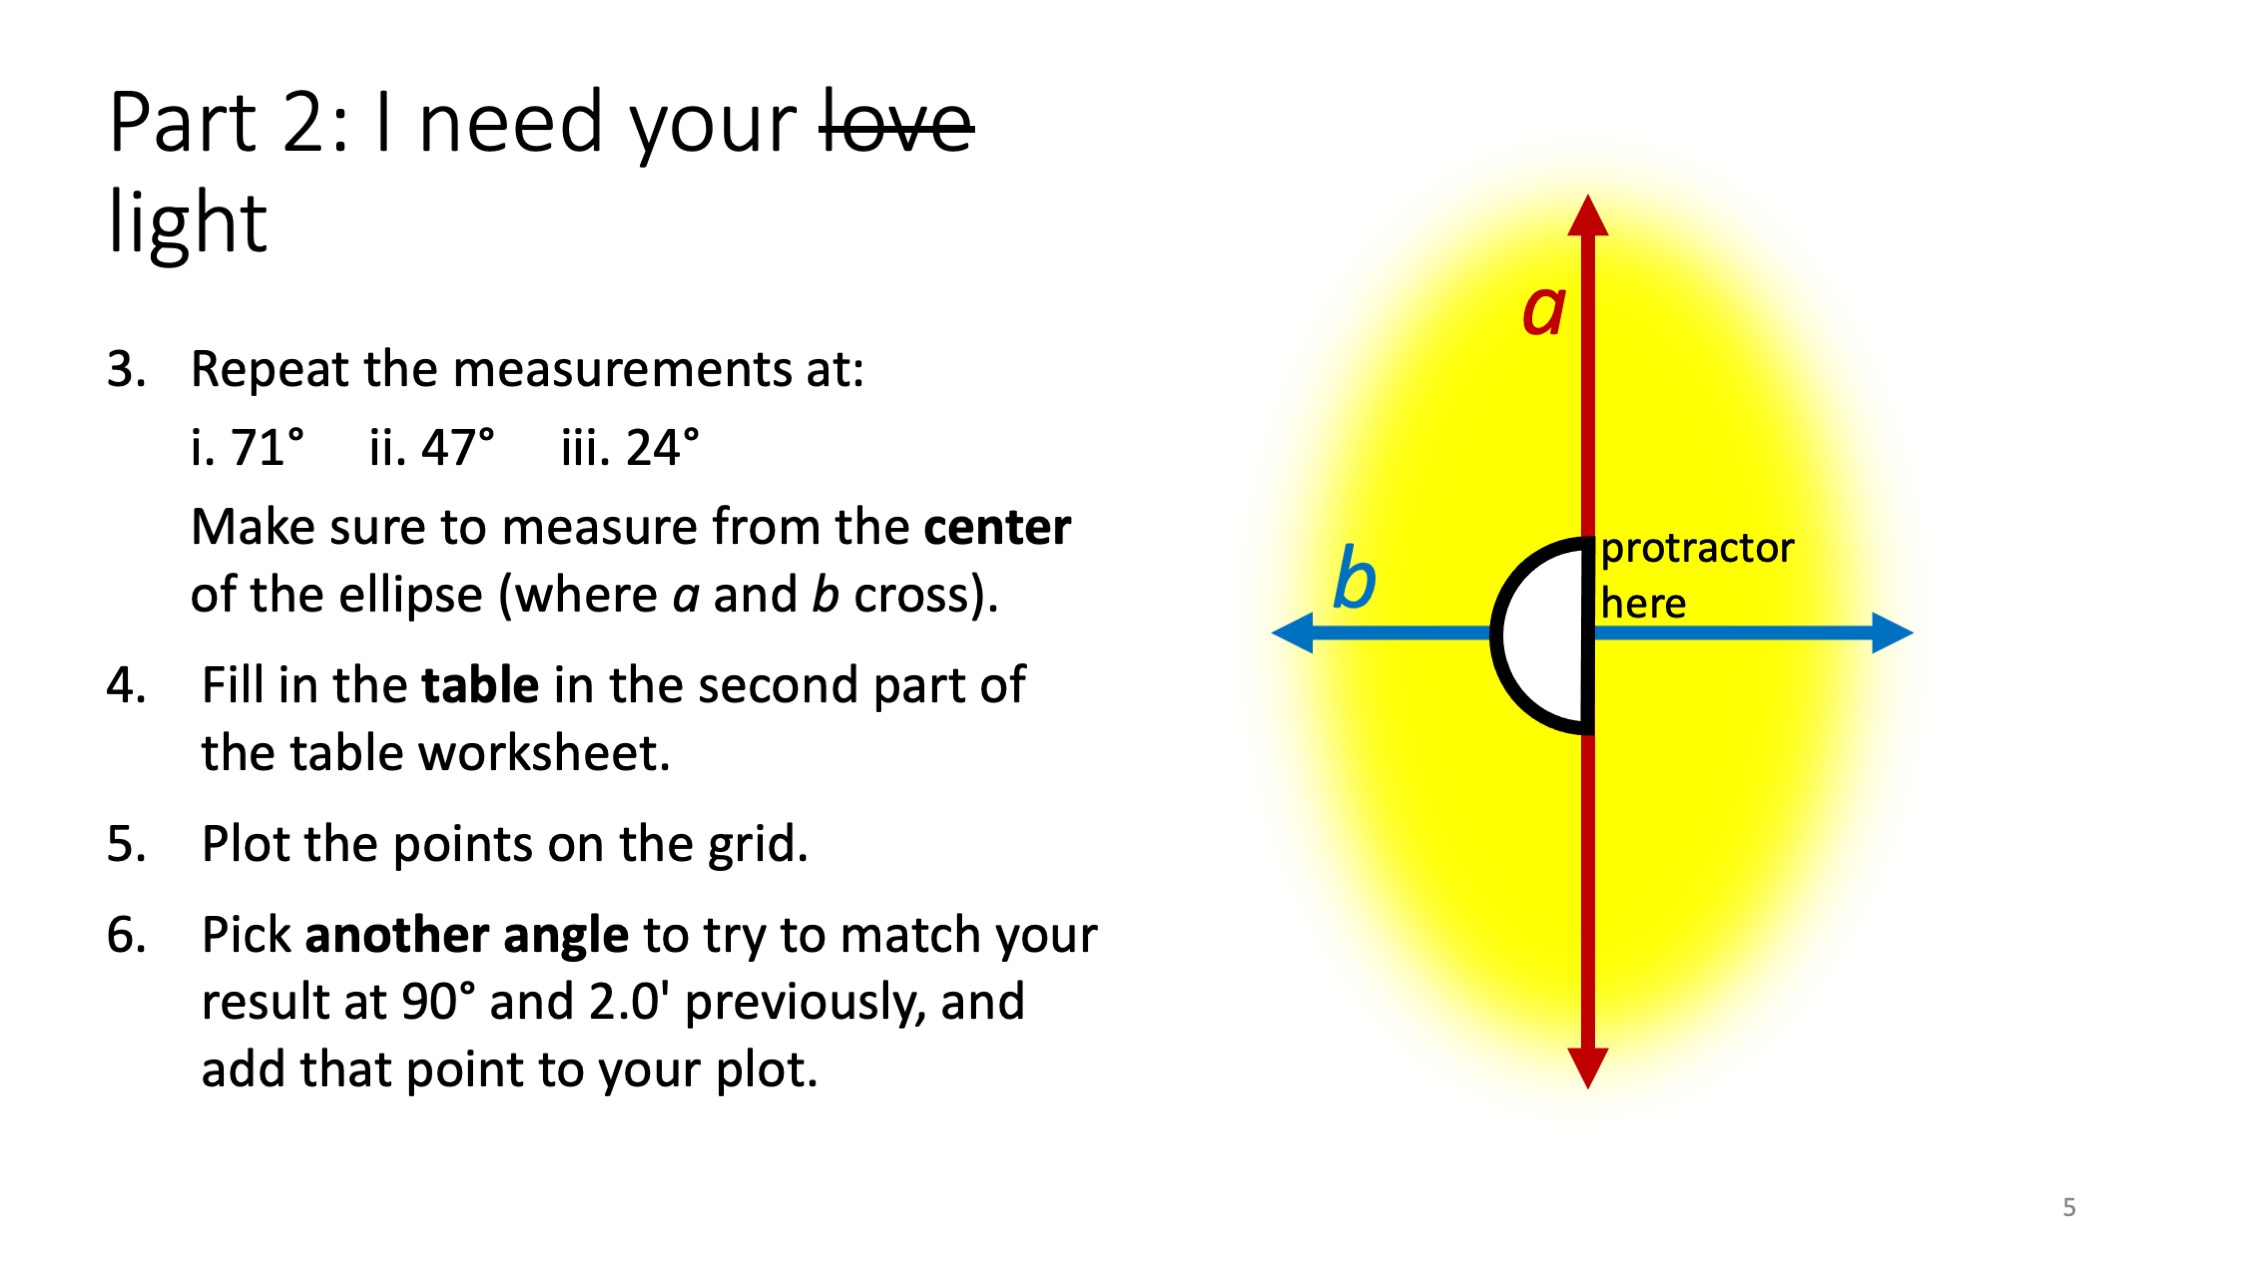 Part 2: I need your love
light
3. Repeat the measurements at:
i. 71° ii. 47° iii. 24°
Make sure to measure from the center
of the ellipse (where a and b cross).
4. Fill in the table in the second part of
the table worksheet.
5. Plot the points on the grid.
6. Pick another angle to try to match your
result at 90° and 2.0' previously, and
add that point to your plot.
a
b
protractor
here
5